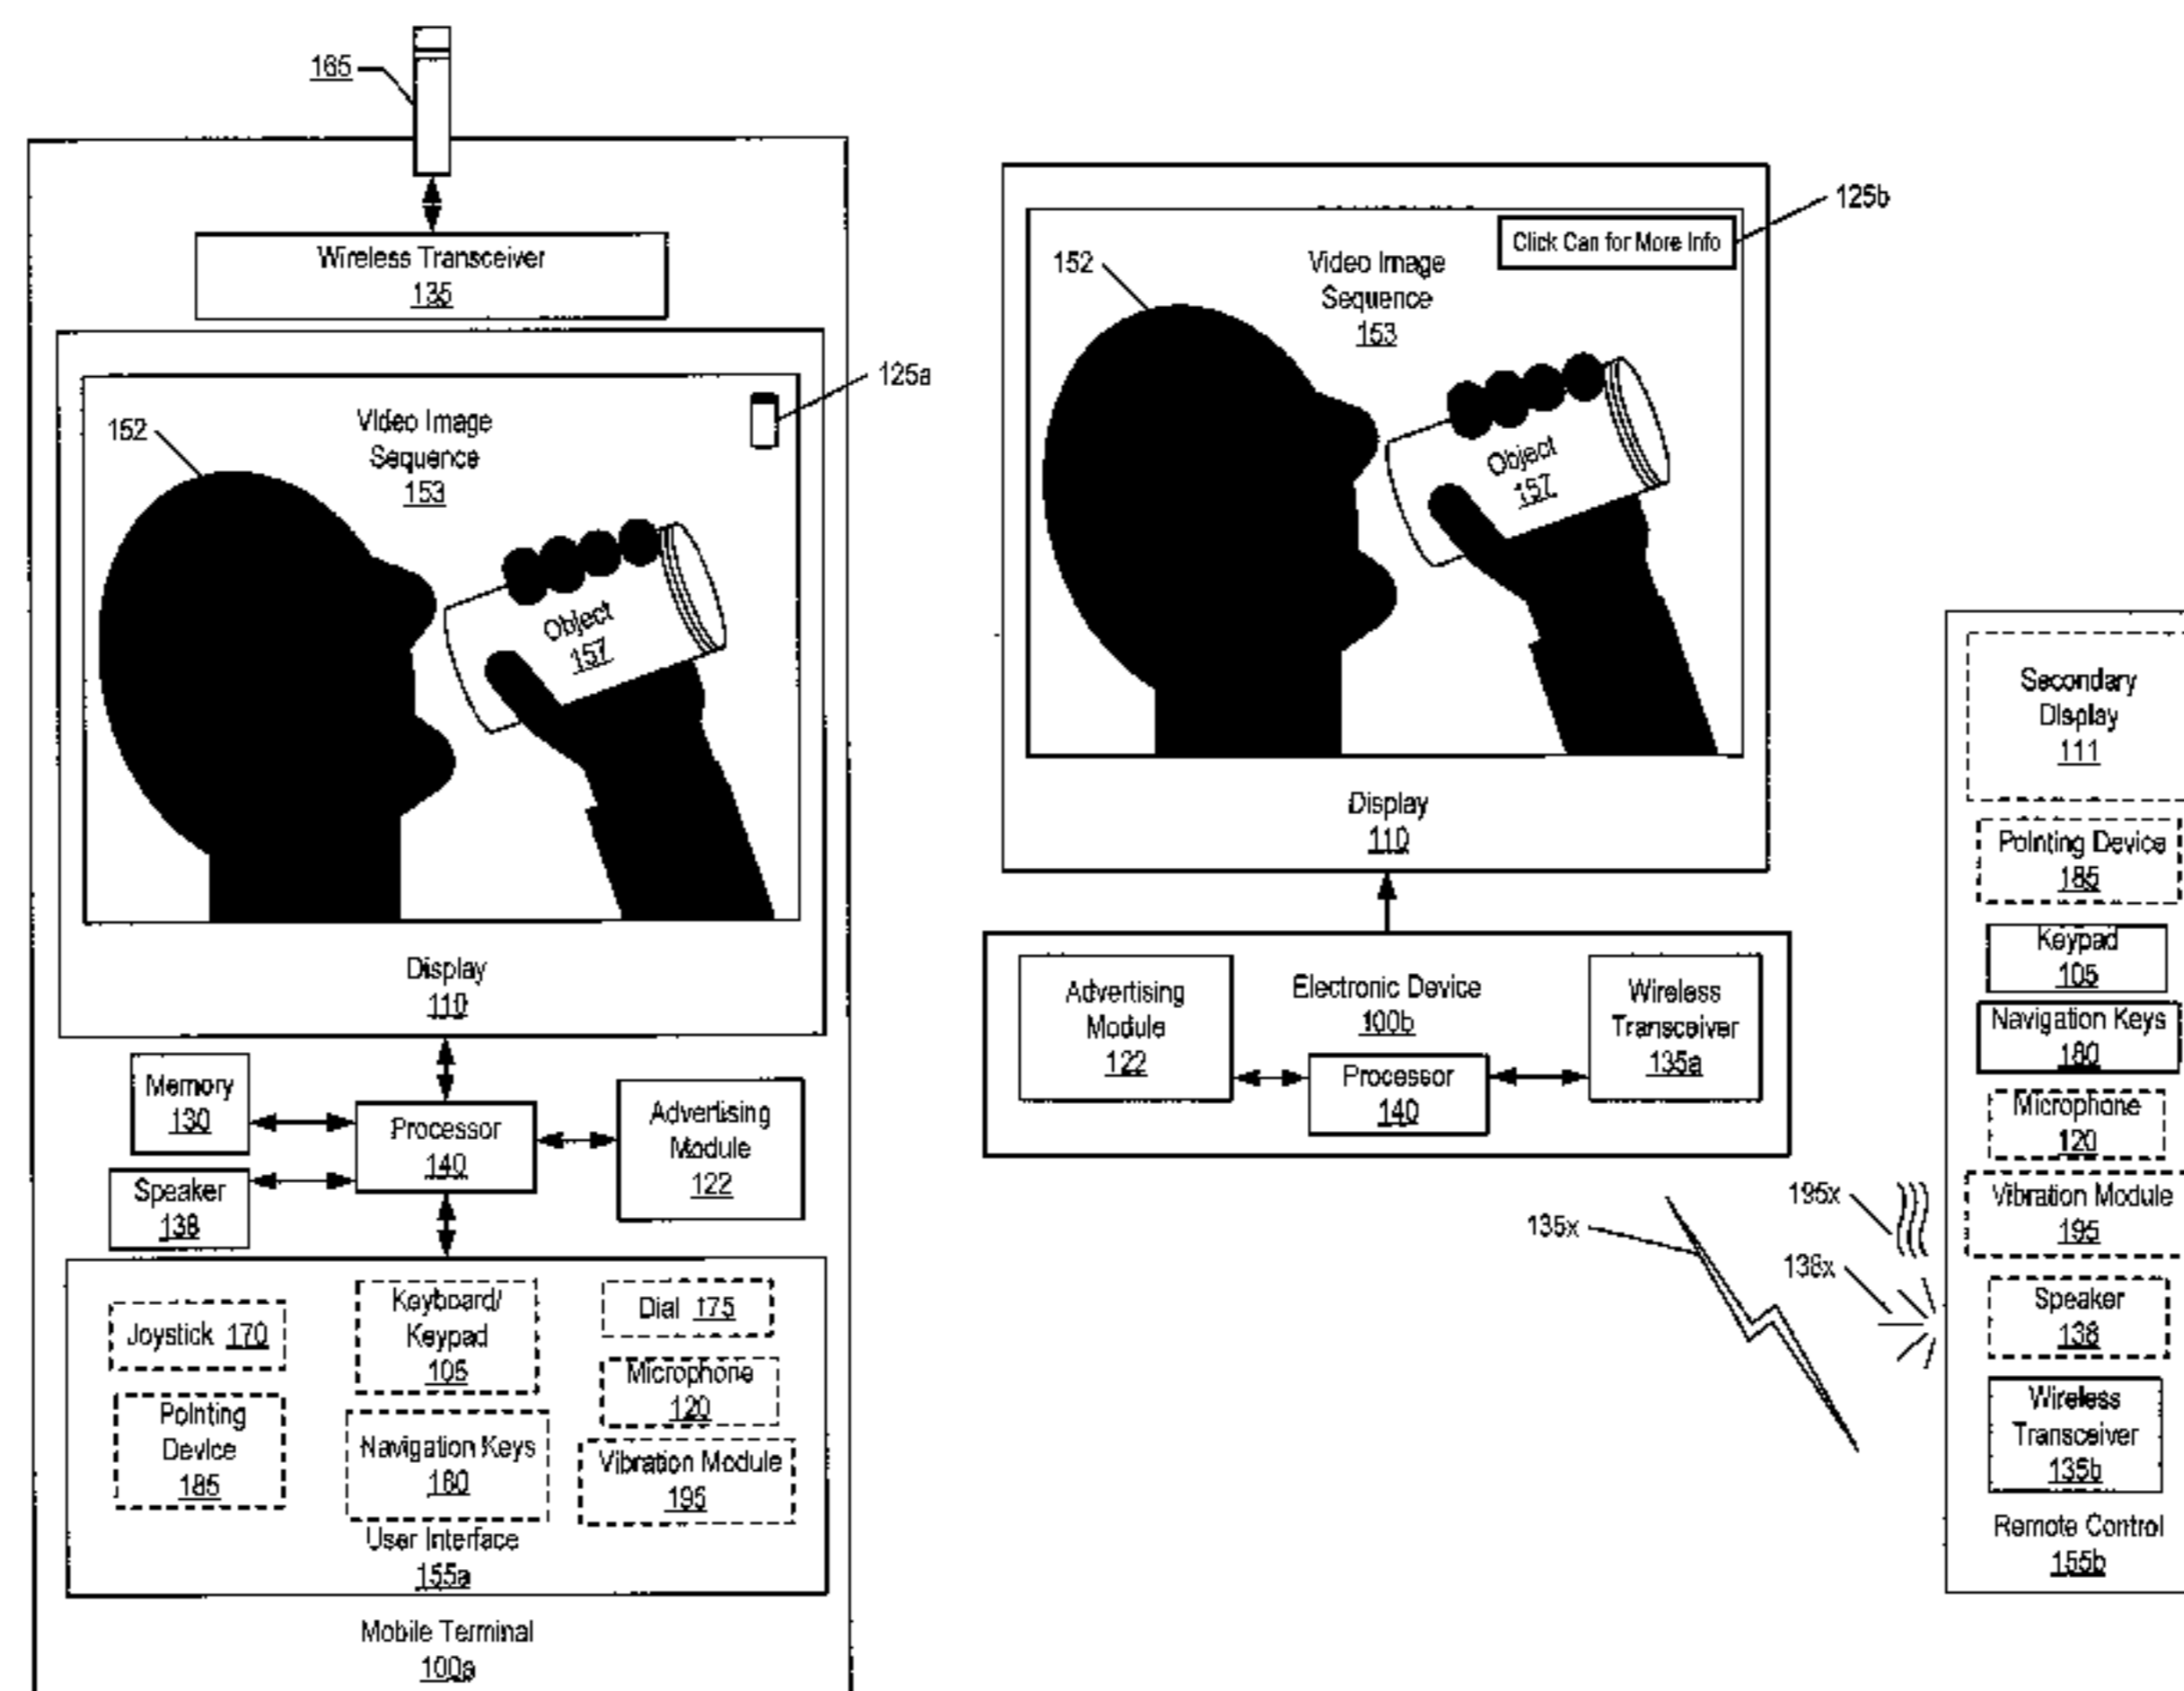 165
Wireless Transceiver
135
125a
152
Video Image
Sequence
153
Object
157
Display
110
Memory
130
Processor
140
Advertising
Module
122
Speaker
138
Joystick 170
Keyboard/
Keypad
105
Dial 175
Microphone
120
Pointing
Device
185
Navigation Keys
180
Vibration Module
195
User Interface
155a
Mobile Terminal
100a
125b
Click Can for More Info
152
Video Image
Sequence
153
Object
157
Display
110
Advertising
Module
122
Electronic Device
100b
Processor
140
Wireless
Transceiver
135a
135x
195x
138x
Secondary
Display
111
Pointing Device
185
Keypad
105
Navigation Keys
180
Microphone
120
Vibration Module
195
Speaker
138
Wireless
Transceiver
135b
Remote Control
155b